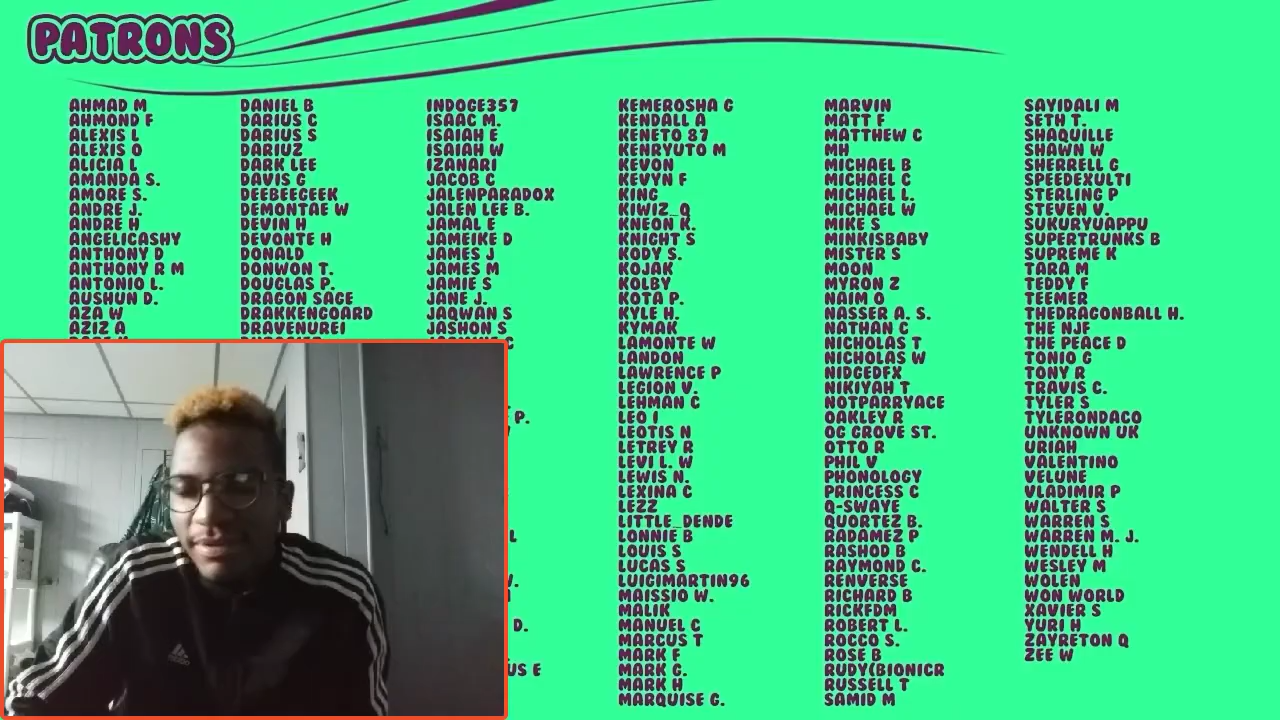 PATRONS
AHMAD M
AHMOND F
ALEXIS L
ALEXIS O
ALICIA L
AMANDA S.
AMORE S.
ANDRE J.
ANDRE H
ANGELICASHY
ANTHONY D
ANTHONY R M
ANTONIO L.
AUSHUN D.
AZA W
AZIZ A
DANIEL B
DARIUS C
DARIUS S
DARIUZ
DARK LEE
DAVIS G
DEEBEEGEEK
DEMONTAE W
DEVIN H
DEVONTE H
DONALD
DONWON T.
DOUGLAS P.
DRAGON SAGE
DRAKKENGOARD
DRAVENUREI
INDOGE357
ISAAC M.
ISAIAH E
ISAIAH W
IZANARI
JACOB C
JALENPARADOX
JALEN LEE B.
JAMAL E
JAMEIKE D
JAMES J
JAMES M
JAMIE S
JANE J.
JAQWAN S
JASHON S
P.
L
D.
US E
KEMEROSHA G
KENDALL A
KENETO 87
KENRYUTO M
KEVON
KEVYN F
KING
KIWIZ_Q
KNEON K.
KNIGHT S
KODY S.
KOJAK
KOLBY
KOTA P.
KYLE H.
KYMAK
LAMONTE W
LANDON
LAWRENCE P
LEGION V.
LEHMAN C
LEO I
LEOTIS N
LETREY R
LEVI L. W
LEWIS N.
LEXINA C
LEZZ
LITTLE_DENDE
LONNIE B
LOUIS S
LUCAS S
LUIGIMARTIN96
MAISSIO W.
MALIK
MANUEL C
MARCUS T
MARK F
MARK G.
MARK H
MARQUISE G.
MARVIN
MATT F
MATTHEW C
MH
MICHAEL B
MICHAEL C
MICHAEL L.
MICHAEL W
MIKE S
MINKISBABY
MISTER S
MOON
MYRON Z
NAIM O
NASSER A. S.
NATHAN C
NICHOLAS T
NICHOLAS W
NIDGEDFX
NIKIYAH T
NOTPARRYACE
OAKLEY R
OG GROVE ST.
OTTO R
PHIL V
PHONOLOGY
PRINCESS C
Q-SWAYE
QUORTEZ B.
RADAMEZ P
RASHOD B
RAYMOND C.
RENVERSE
RICHARD B
RICKFDM
ROBERT L.
ROCCO S.
ROSE B
RUDY(BIONICR
RUSSELL T
SAMID M
SAYIDALI M
SETH T.
SHAQUILLE
SHAWN W
SHERRELL G
SPEEDEXULTI
STERLING P
STEVEN V.
SUKURYUAPPU
SUPERTRUNKS B
SUPREME K
TARA M
TEDDY F
TEEMER
THEDRAGONBALL H.
THE NJF
THE PEACE D
TONIO G
TONY R
TRAVIS C.
TYLER S
TYLERONDACO
UNKNOWN UK
URIAH
VALENTINO
VELUNE
VLADIMIR P
WALTER S
WARREN S
WARREN M. J.
WENDELL H
WESLEY M
WOLEN
WON WORLD
XAVIER S
YURI H
ZAYRETON Q
ZEE W